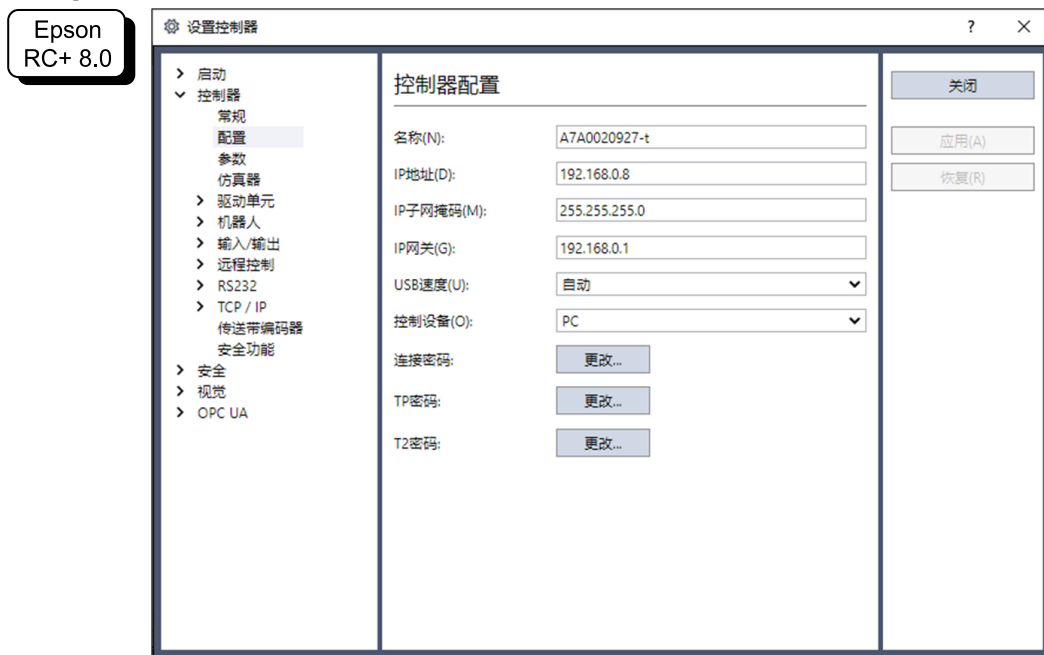 Epson
RC+ 8.0
设置控制器
启动
控制器
常规
配置
参数
仿真器
驱动单元
机器人
输入/输出
远程控制
RS232
TCP / IP
传送带编码器
安全功能
安全
视觉
OPC UA
控制器配置
名称(N): A7A0020927-t
IP地址(D): 192.168.0.8
IP子网掩码(M): 255.255.255.0
IP网关(G): 192.168.0.1
USB速度(U): 自动
控制设备(O): PC
连接密码: 更改...
TP密码: 更改...
T2密码: 更改...
关闭
应用(A)
恢复(R)